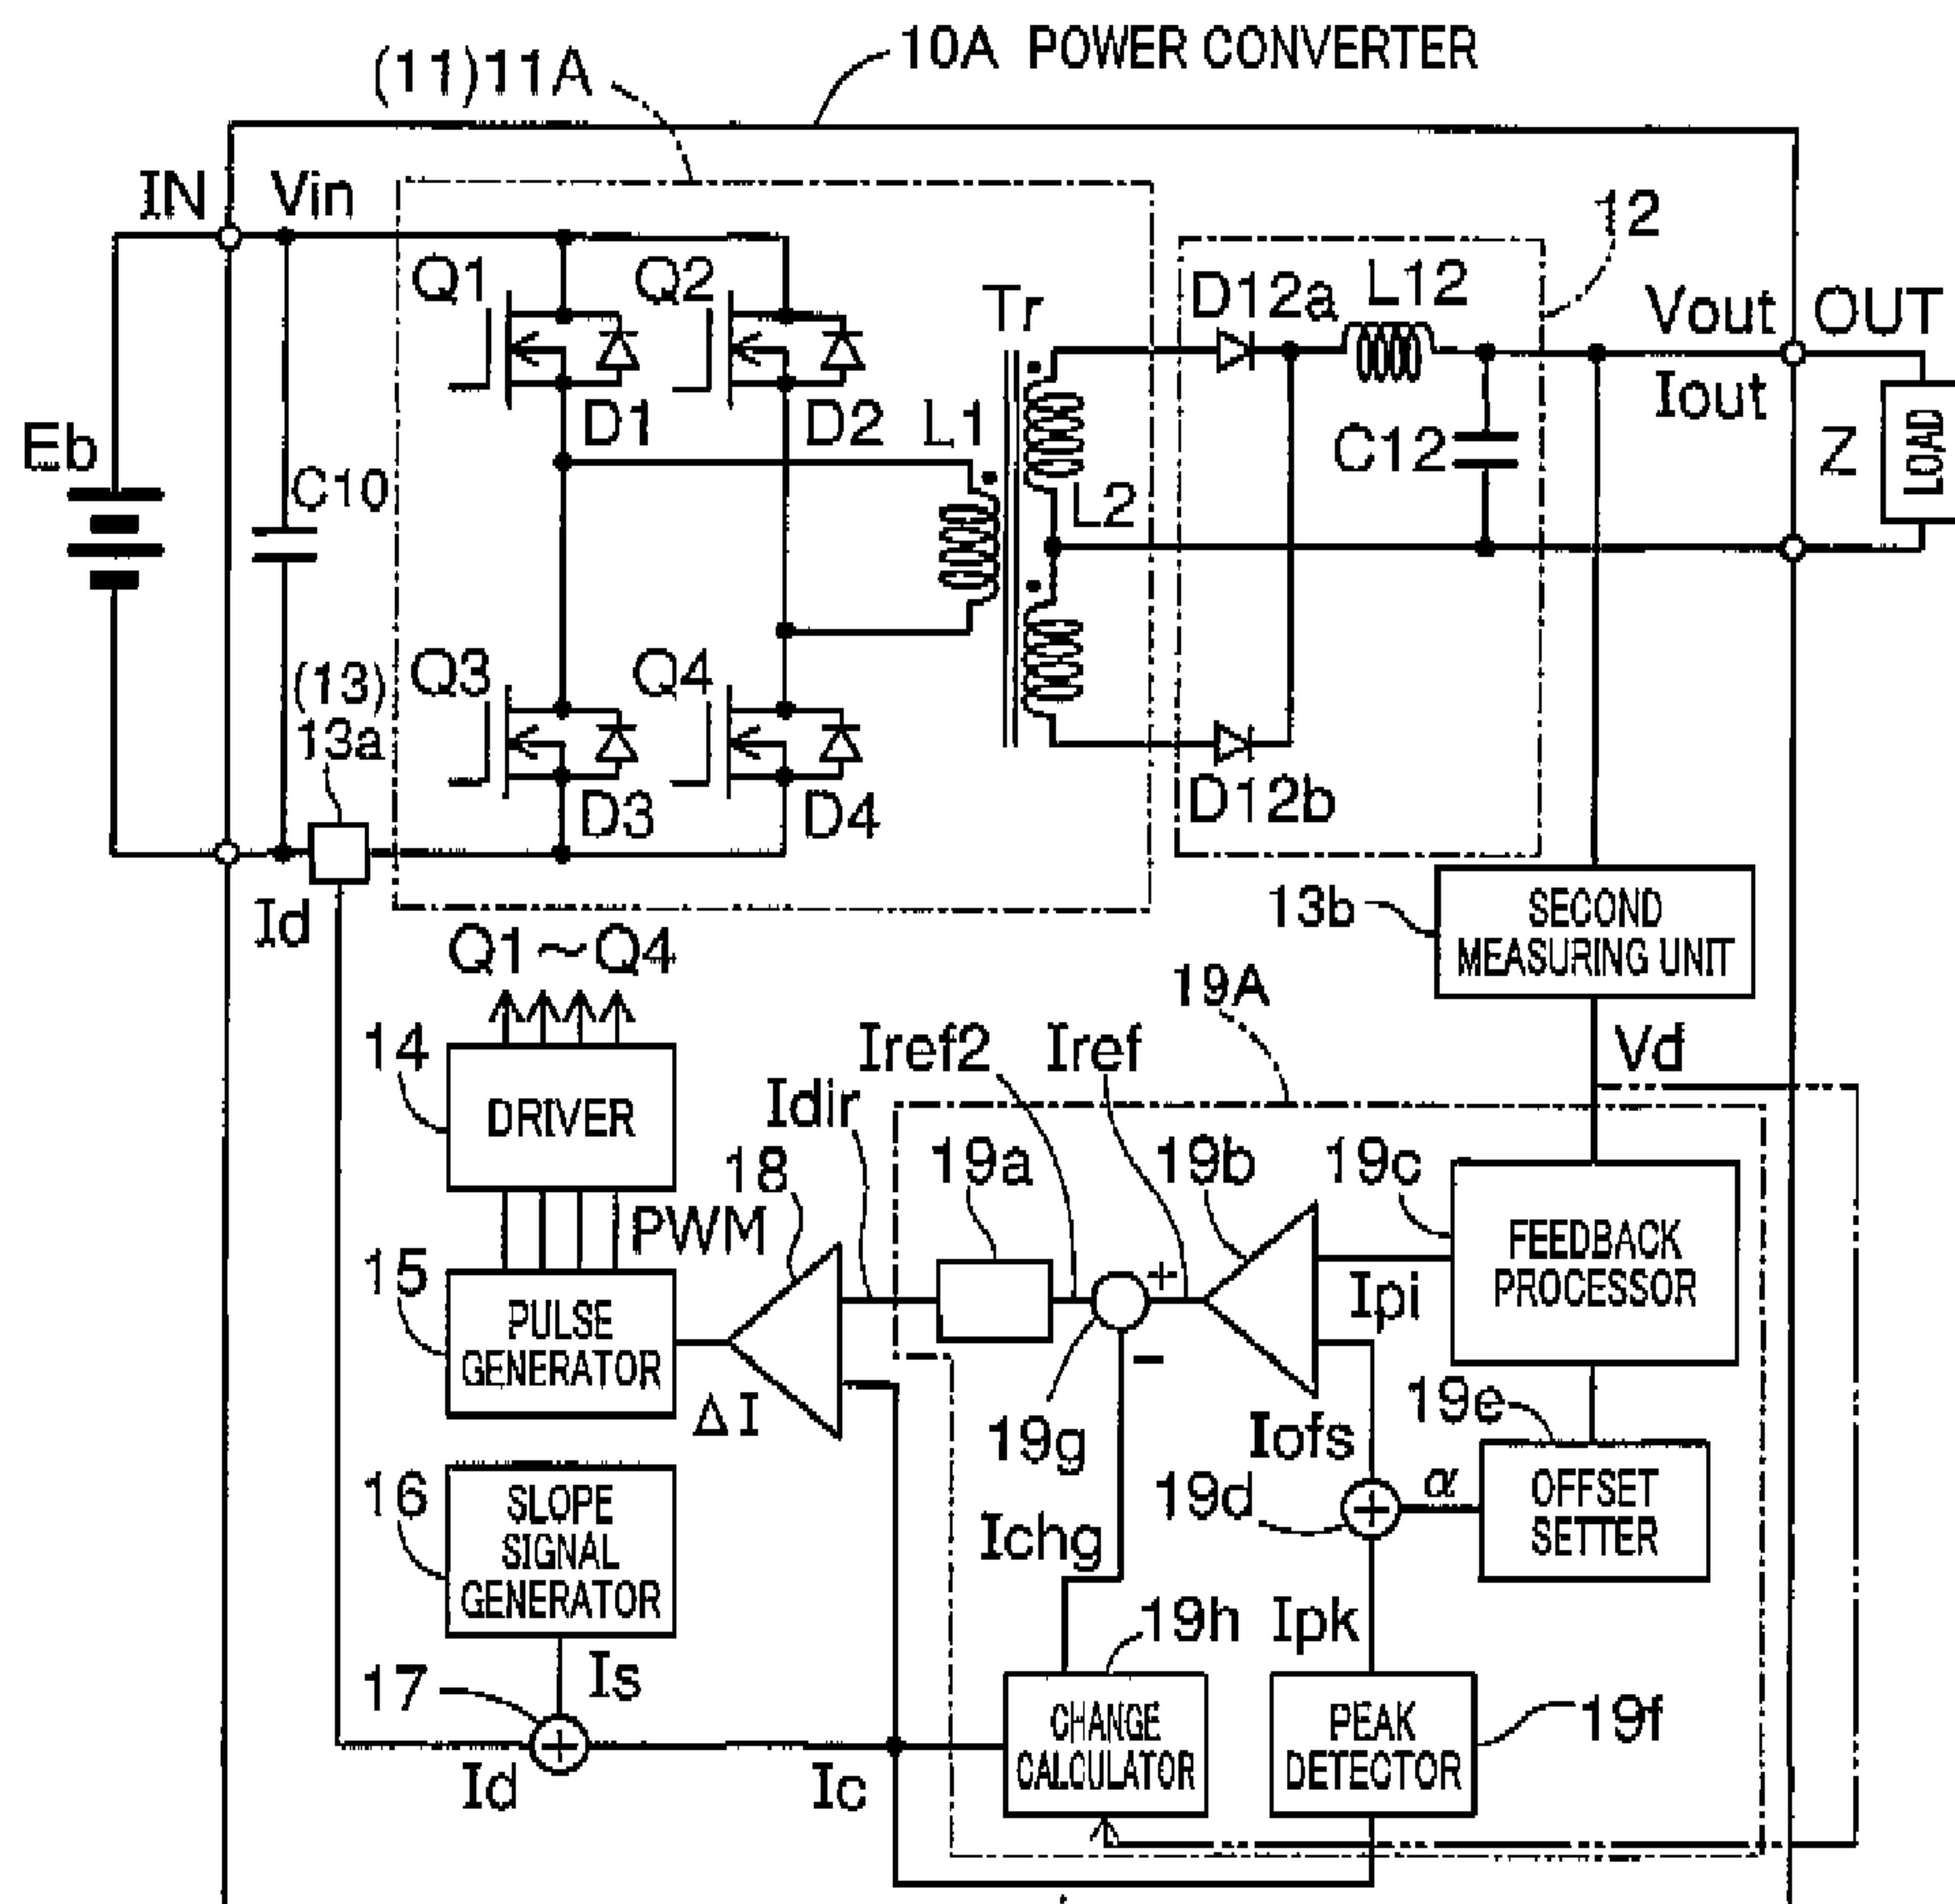 10A POWER CONVERTER
(11)11A
IN
Vin
12
Q1
Q2
Tr
D12a
L12
Vout
OUT
Iout
D1
D2
L1
Eb
C10
C12
Z
LOAD
L2
(13)
13a
Q3
Q4
D3
D4
D12b
Id
13b
SECOND
MEASURING UNIT
Q1～Q4
19A
Vd
14
DRIVER
Iref2
Iref
Idir
18
19a
19b
19c
PWM
FEEDBACK
PROCESSOR
15
PULSE
GENERATOR
+
-
Ipi
ΔI
19g
Iofs
19e
16
SLOPE
SIGNAL
GENERATOR
Ichg
19d
+
α
OFFSET
SETTER
19h
Ipk
17
Is
+
Id
Ic
CHANGE
CALCULATOR
PEAK
DETECTOR
19f